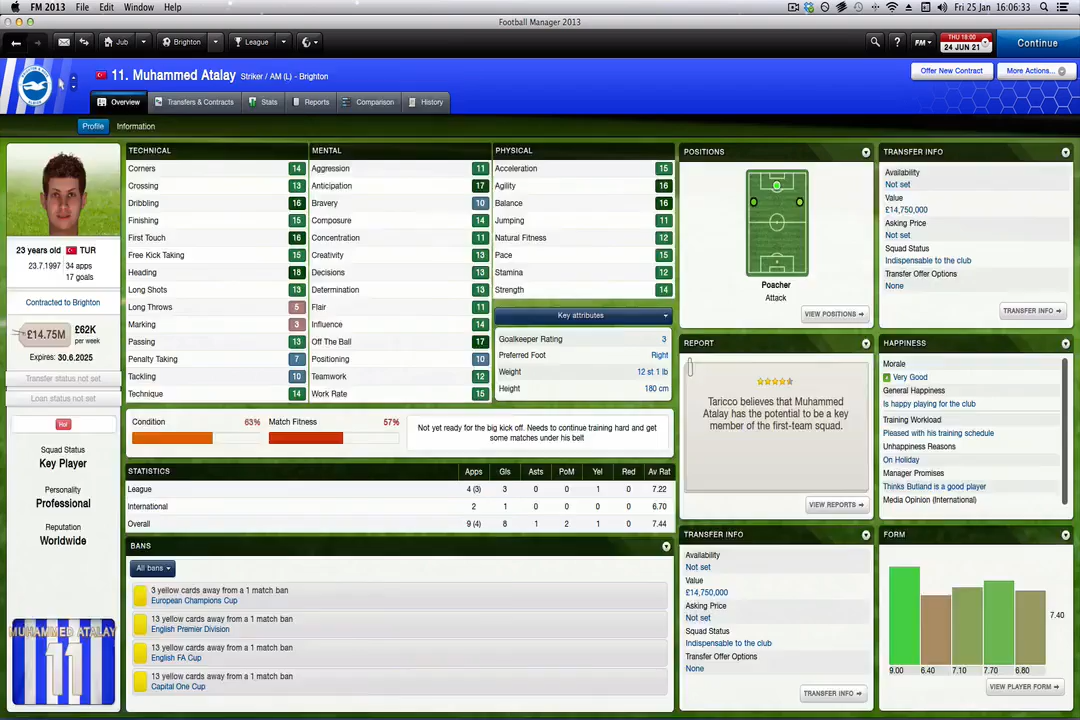 FM 2013 File Edit Window Help
Fri 25 Jan 16:06:33
Football Manager 2013
Job Brighton League
? FM THU 18:00 24 JUN 21 Continue
11. Muhammed Atalay Striker / AM (L) - Brighton
Offer New Contract More Actions...
Overview Transfers & Contracts Stats Reports Comparison History
Profile Information
23 years old TUR
23.7.1997 34 apps
17 goals
Contracted to Brighton
£14.75M £62K
per week
Expires: 30.6.2025
Transfer status not set
Loan status not set
Hol
Squad Status
Key Player
Personality
Professional
Reputation
Worldwide
MUHAMMED ATALAY
11
TECHNICAL
Corners 14
Crossing 13
Dribbling 16
Finishing 15
First Touch 16
Free Kick Taking 15
Heading 18
Long Shots 13
Long Throws 5
Marking 3
Passing 13
Penalty Taking 7
Tackling 10
Technique 14
MENTAL
Aggression 11
Anticipation 17
Bravery 10
Composure 14
Concentration 11
Creativity 13
Decisions 13
Determination 13
Flair 11
Influence 14
Off The Ball 17
Positioning 10
Teamwork 12
Work Rate 15
PHYSICAL
Acceleration 15
Agility 16
Balance 16
Jumping 11
Natural Fitness 12
Pace 15
Stamina 12
Strength 14
Key attributes
Goalkeeper Rating 3
Preferred Foot Right
Weight 12 st 1 lb
Height 180 cm
Condition 63% Match Fitness 57%
Not yet ready for the big kick off. Needs to continue training hard and get
some matches under his belt
STATISTICS Apps Gls Asts PoM Yel Red Av Rat
League 4 (3) 3 0 0 1 0 7.22
International 2 1 0 0 0 0 6.70
Overall 9 (4) 8 1 2 1 0 7.44
BANS
All bans
3 yellow cards away from a 1 match ban
European Champions Cup
13 yellow cards away from a 1 match ban
English Premier Division
13 yellow cards away from a 1 match ban
English FA Cup
13 yellow cards away from a 1 match ban
Capital One Cup
POSITIONS
Poacher
Attack
VIEW POSITIONS
REPORT
Taricco believes that Muhammed
Atalay has the potential to be a key
member of the first-team squad.
VIEW REPORTS
TRANSFER INFO
Availability
Not set
Value
£14,750,000
Asking Price
Not set
Squad Status
Indispensable to the club
Transfer Offer Options
None
TRANSFER INFO
TRANSFER INFO
Availability
Not set
Value
£14,750,000
Asking Price
Not set
Squad Status
Indispensable to the club
Transfer Offer Options
None
TRANSFER INFO
HAPPINESS
Morale
Very Good
General Happiness
Is happy playing for the club
Training Workload
Pleased with his training schedule
Unhappiness Reasons
On Holiday
Manager Promises
Thinks Butland is a good player
Media Opinion (International)
FORM
7.40
9.00 6.40 7.10 7.70 6.80
VIEW PLAYER FORM